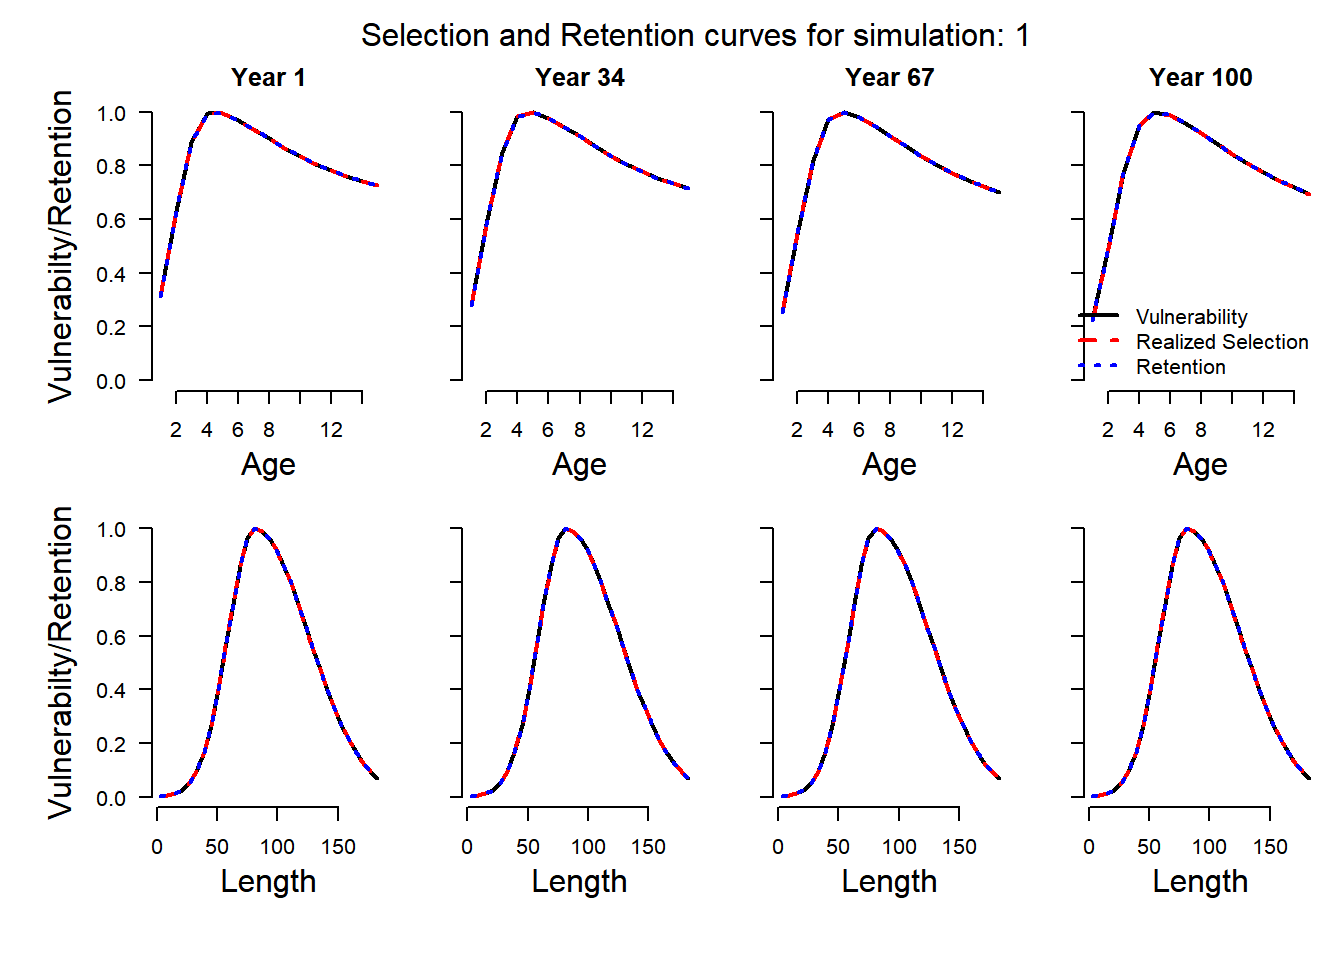 Selection and Retention curves for simulation: 1
Year 1 Year 34 Year 67 Year 100
Vulnerabilty/Retention
1.0
0.8
0.6
0.4
0.2
0.0
Vulnerability
Realized Selection
Retention
2 4 6 8 12 2 4 6 8 12 2 4 6 8 12 2 4 6 8 12
Age Age Age Age
Vulnerabilty/Retention
1.0
0.8
0.6
0.4
0.2
0.0
0 50 100 150 0 50 100 150 0 50 100 150 0 50 100 150
Length Length Length Length